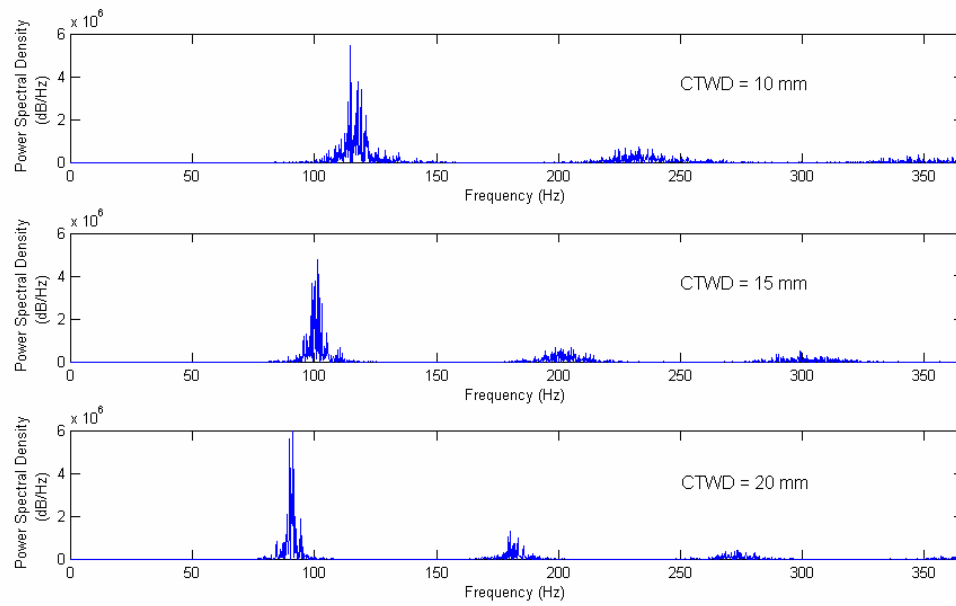 x 10^6
6
4
2
0
Power Spectral Density
(dB/Hz)
CTWD = 10 mm
0 50 100 150 200 250 300 350
Frequency (Hz)
x 10^6
6
4
2
0
Power Spectral Density
(dB/Hz)
CTWD = 15 mm
0 50 100 150 200 250 300 350
Frequency (Hz)
x 10^6
6
4
2
0
Power Spectral Density
(dB/Hz)
CTWD = 20 mm
0 50 100 150 200 250 300 350
Frequency (Hz)